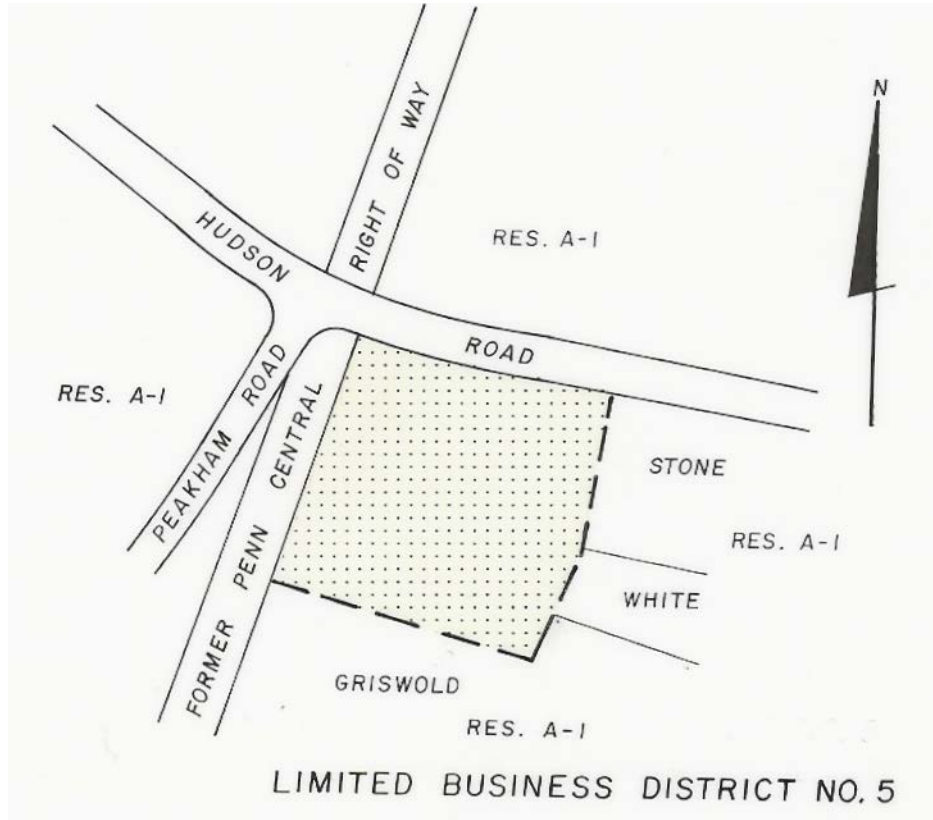 N
RIGHT OF WAY
HUDSON
RES. A-1
ROAD
RES. A-1
PEAKHAM ROAD
FORMER PENN CENTRAL
STONE
RES. A-1
WHITE
GRISWOLD
RES. A-1
LIMITED BUSINESS DISTRICT NO. 5